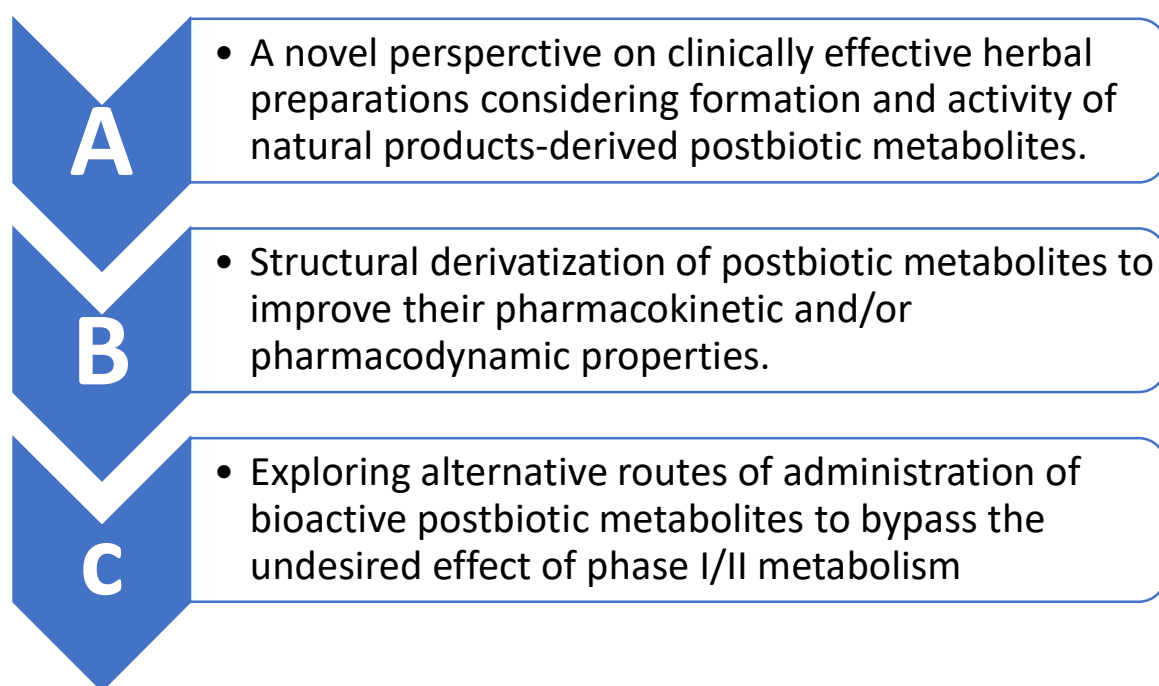 A
• A novel persperctive on clinically effective herbal
preparations considering formation and activity of
natural products-derived postbiotic metabolites.
B
• Structural derivatization of postbiotic metabolites to
improve their pharmacokinetic and/or
pharmacodynamic properties.
c
• Exploring alternative routes of administration of
bioactive postbiotic metabolites to bypass the
undesired effect of phase I/II metabolism